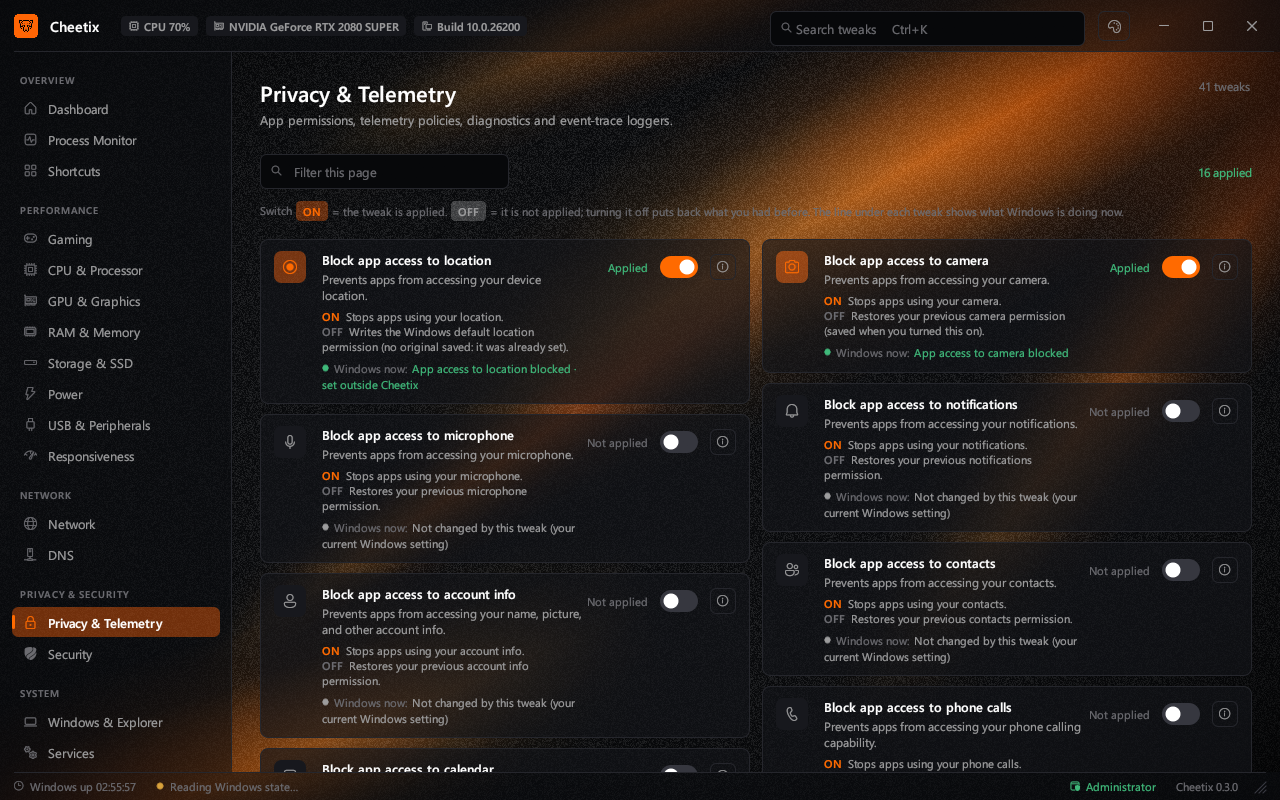 Cheetix
CPU 70%
NVIDIA GeForce RTX 2080 SUPER
Build 10.0.26200
Search tweaks Ctrl+K
OVERVIEW
Dashboard
Process Monitor
Shortcuts
PERFORMANCE
Gaming
CPU & Processor
GPU & Graphics
RAM & Memory
Storage & SSD
Power
USB & Peripherals
Responsiveness
NETWORK
Network
DNS
PRIVACY & SECURITY
Privacy & Telemetry
Security
SYSTEM
Windows & Explorer
Services
Privacy & Telemetry
41 tweaks
App permissions, telemetry policies, diagnostics and event-trace loggers.
Filter this page
16 applied
Switch ON = the tweak is applied. OFF = it is not applied; turning it off puts back what you had before. each tweak shows what Windows is doing now.
Block app access to location
Applied
Prevents apps from accessing your device
location.
ON Stops apps using your location.
OFF Writes the Windows default location
permission (no original saved: it was already set).
Windows now: App access to location blocked ·
set outside Cheetix
Block app access to microphone
Not applied
Prevents apps from accessing your microphone.
ON Stops apps using your microphone.
OFF Restores your previous microphone
permission.
Windows now: Not changed by this tweak (your
current Windows setting)
Block app access to account info
Not applied
Prevents apps from accessing your name, picture,
and other account info.
ON Stops apps using your account info.
OFF Restores your previous account info
permission.
Windows now: Not changed by this tweak (your
current Windows setting)
Block app access to calendar
Block app access to camera
Applied
Prevents apps from accessing your camera.
ON Stops apps using your camera.
OFF Restores your previous camera permission
(saved when you turned this on).
Windows now: App access to camera blocked
Block app access to notifications
Not applied
Prevents apps from accessing your notifications.
ON Stops apps using your notifications.
OFF Restores your previous notifications
permission.
Windows now: Not changed by this tweak (your
current Windows setting)
Block app access to contacts
Not applied
Prevents apps from accessing your contacts.
ON Stops apps using your contacts.
OFF Restores your previous contacts permission.
Windows now: Not changed by this tweak (your
current Windows setting)
Block app access to phone calls
Not applied
Prevents apps from accessing your phone calling
capability.
ON Stops apps using your phone calls.
Windows up 02:55:57
Reading Windows state...
Administrator
Cheetix 0.3.0